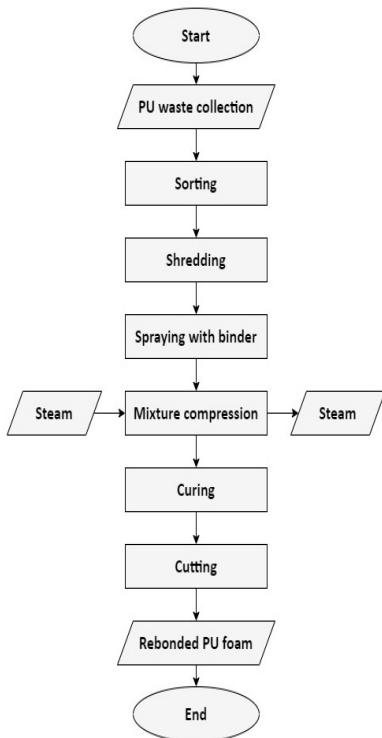 Start
PU waste collection
Sorting
Shredding
Spraying with binder
Steam
Mixture compression
Steam
Curing
Cutting
Rebonded PU foam
End